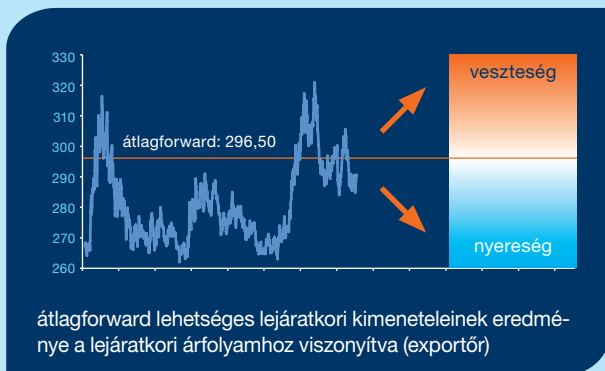 330
320
310
300
290
280
270
260
átlagforward: 296,50
veszteség
nyereség
átlagforward lehetséges lejáratkori kimeneteleinek eredmé-
nye a lejáratkori árfolyamhoz viszonyítva (exportőr)